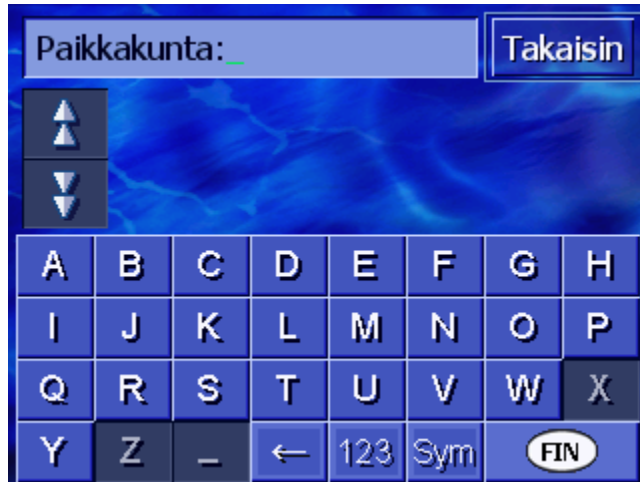 Paikkakunta:_ Takaisin
A B C D E F G H
I J K L M N O P
Q R S T U V W X
Y Z _ ← 123 Sym FIN